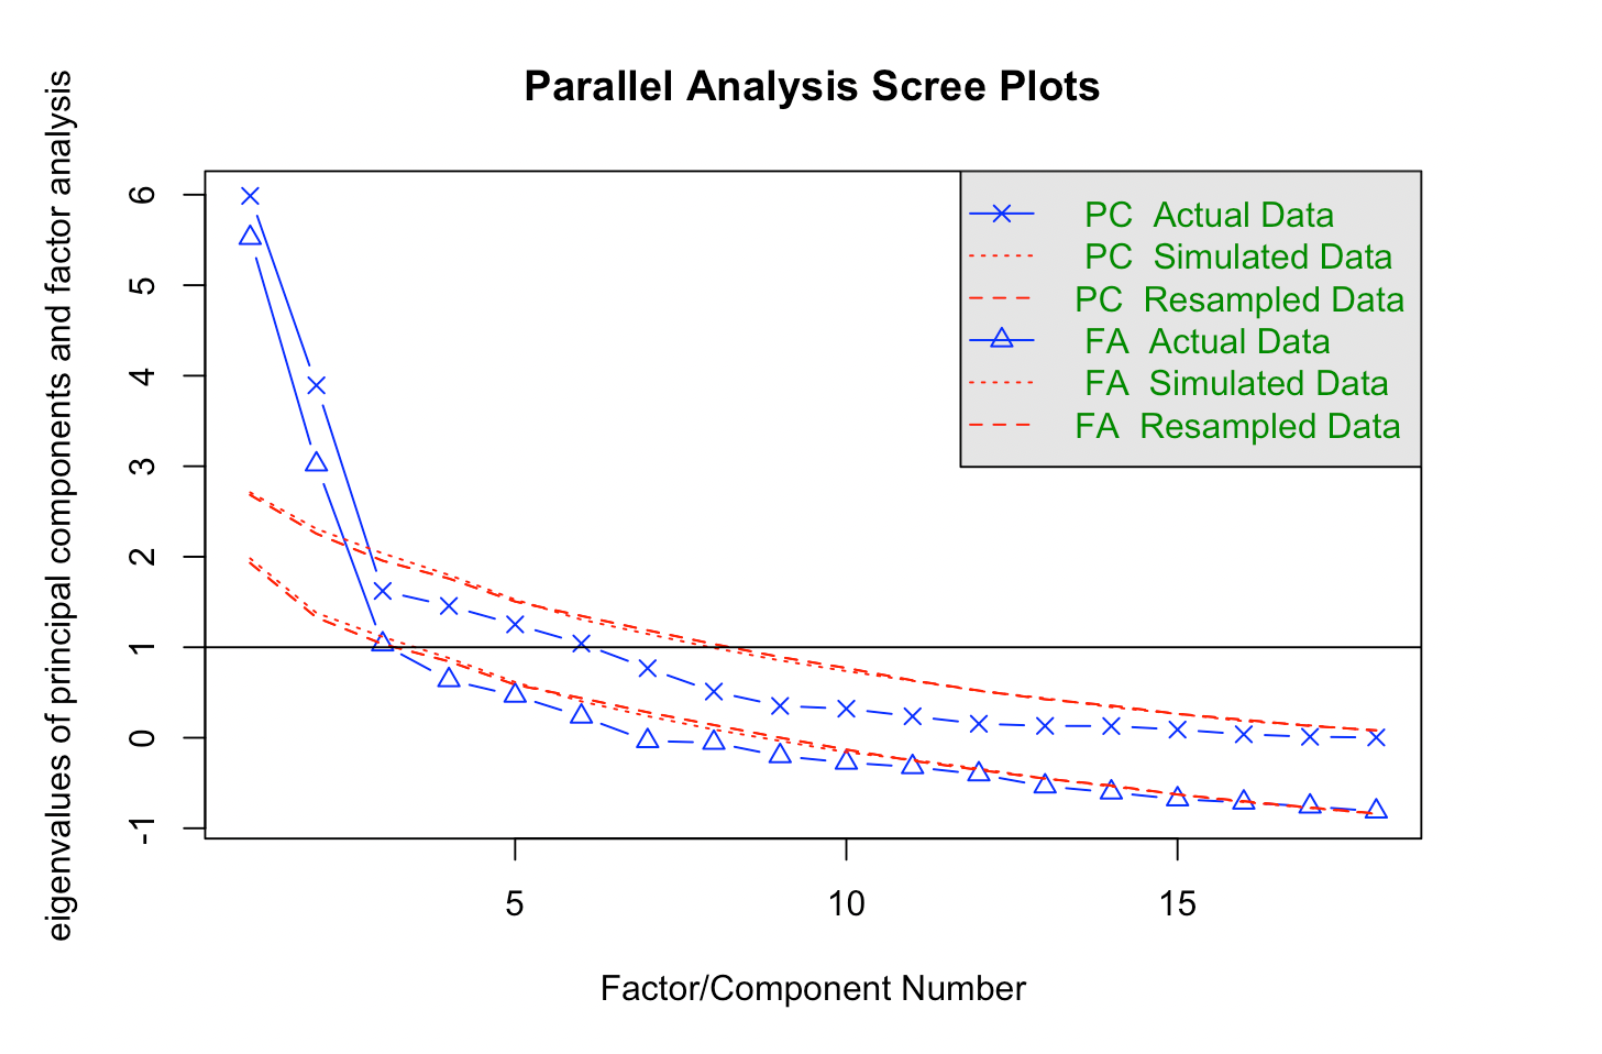 Parallel Analysis Scree Plots
eigenvalues of principal components and factor analysis
6
5
4
3
2
1
0
-1
PC Actual Data
PC Simulated Data
PC Resampled Data
FA Actual Data
FA Simulated Data
FA Resampled Data
5 10 15
Factor/Component Number